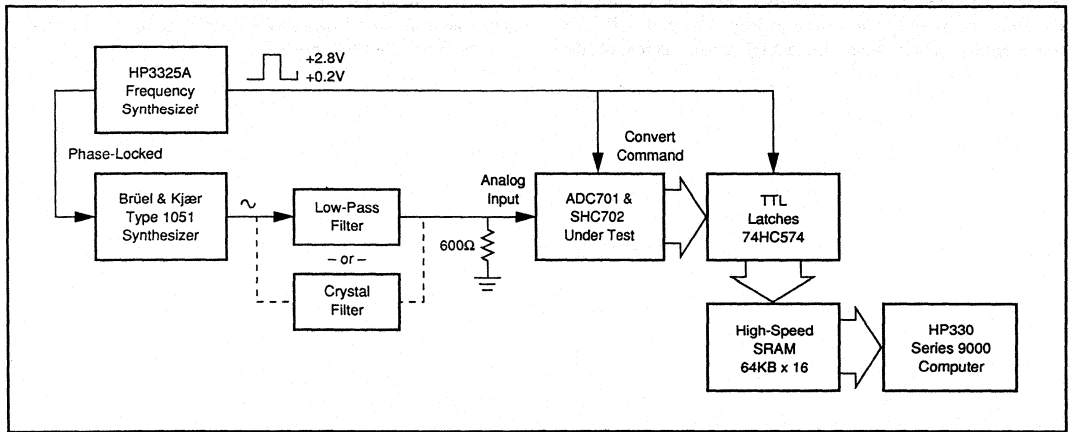 HP3325A
Frequency
Synthesizer
+2.8V
+0.2V
Phase-Locked
Convert
Command
Brüel & Kjær
Type 1051
Synthesizer
~
Low-Pass
Filter
– or –
Crystal
Filter
Analog
Input
600Ω
ADC701 &
SHC702
Under Test
TTL
Latches
74HC574
High-Speed
SRAM
64KB x 16
HP330
Series 9000
Computer